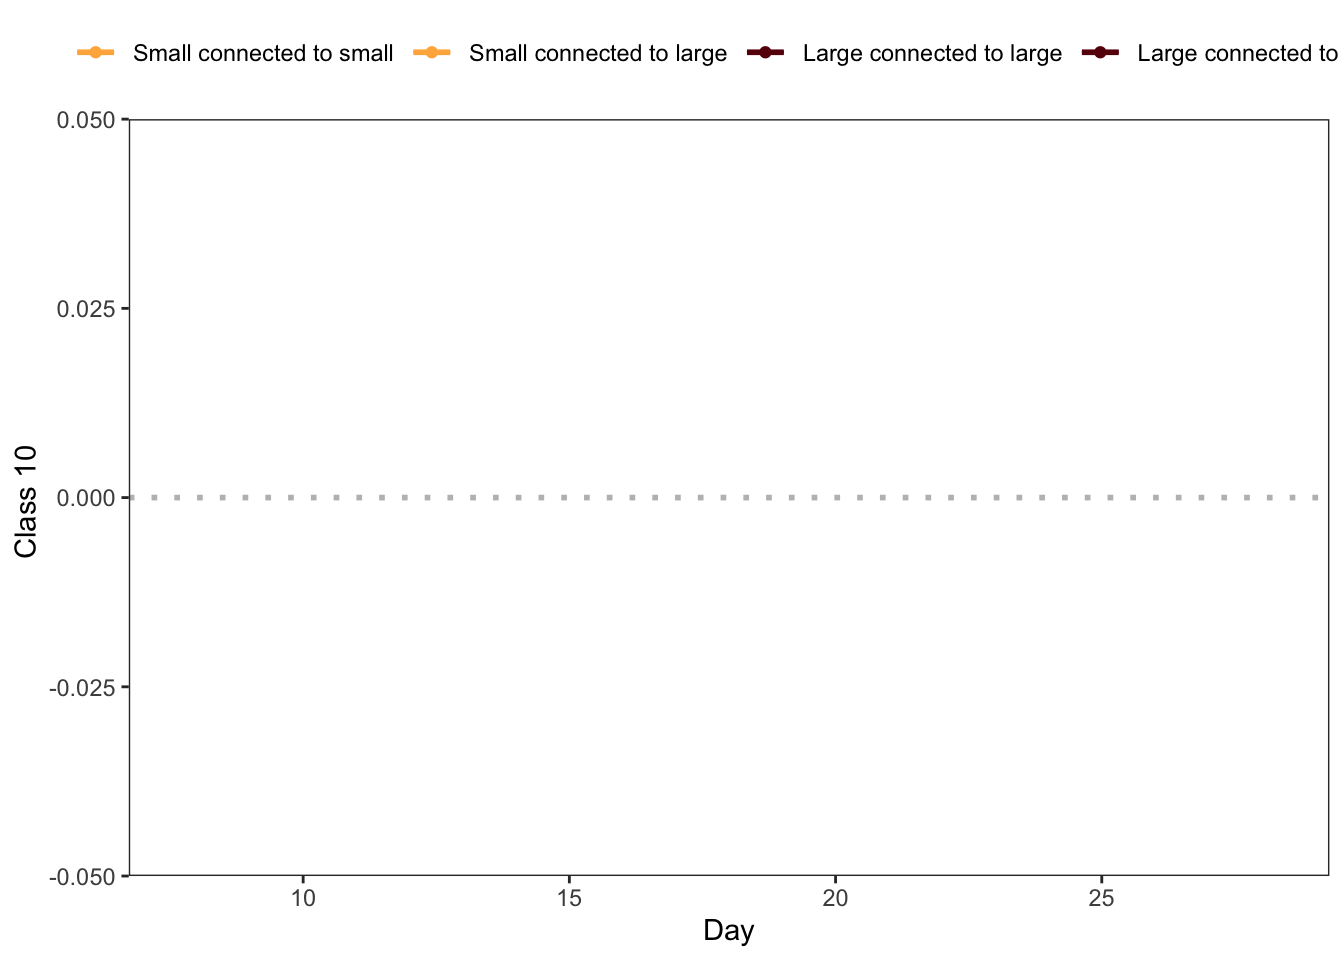 Small connected to small Small connected to large Large connected to large Large connected to
0.050
0.025
0.000
-0.025
-0.050
Class 10
10 15 20 25
Day